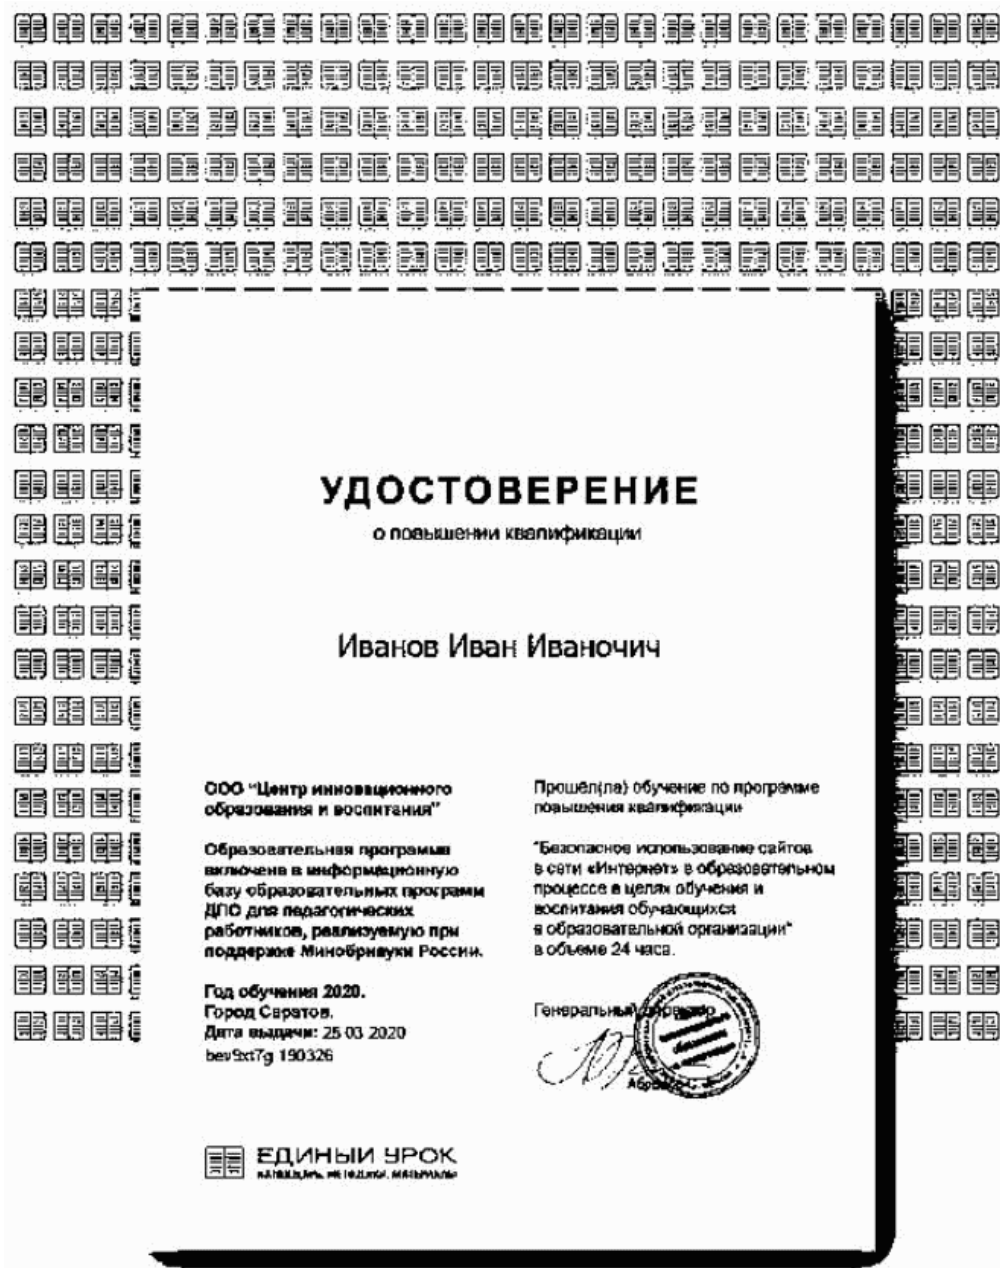 УДОСТОВЕРЕНИЕ
о повышении квалификации
Иванов Иван Иваночич
ООО "Центр инновационного
образования и воспитания"
Образовательная программа
включена в информационную
базу образовательных программ
ДПО для педагогических
работников, реализуемую при
поддержке Минобрнауки России.
Год обучения 2020.
Город Саратов.
Дата выдачи: 25 03 2020
bev9xt7g 190326
Прошел(ла) обучение по программе
повышения квалификации
"Безопасное использование сайтов
в сети «Интернет» в образовательном
процессе в целях обучения и
воспитания обучающихся
в образовательной организации"
в объеме 24 часа.
Генеральный
ЕДИНЫЙ УРОК